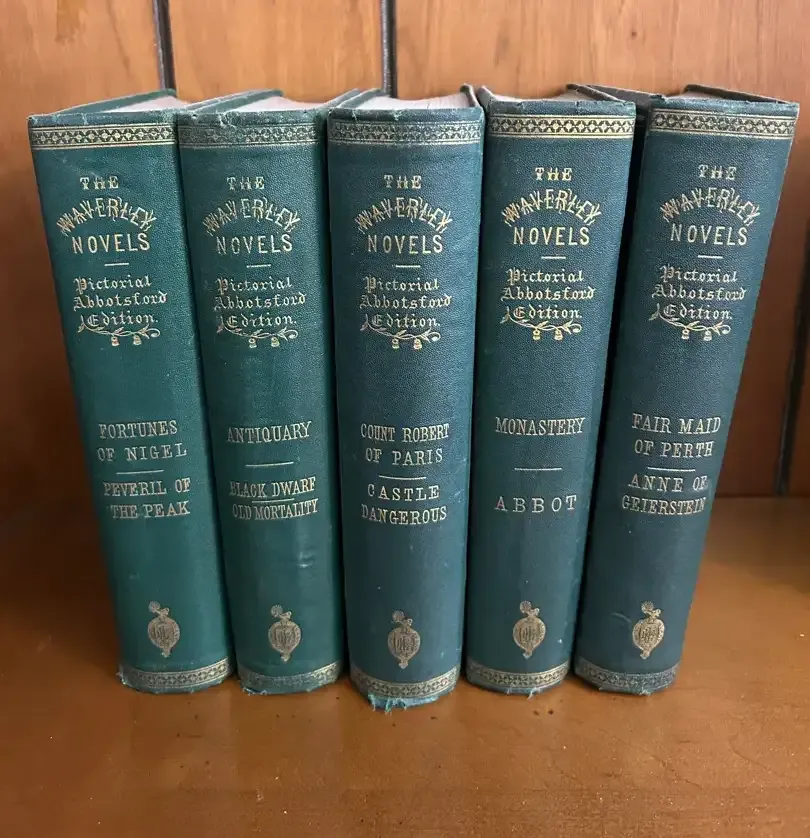 THE
WAVERLEY
NOVELS
Pictorial
Abbotsford
Edition.
FORTUNES
OF NIGEL
PEVERIL OF
THE PEAK
THE
WAVERLEY
NOVELS
Pictorial
Abbotsford
Edition.
ANTIQUARY
BLACK DWARF
OLD MORTALITY
THE
WAVERLEY
NOVELS
Pictorial
Abbotsford
Edition.
COUNT ROBERT
OF PARIS
CASTLE
DANGEROUS
THE
WAVERLEY
NOVELS
Pictorial
Abbotsford
Edition.
MONASTERY
ABBOT
THE
WAVERLEY
NOVELS
Pictorial
Abbotsford
Edition.
FAIR MAID
OF PERTH
ANNE OF
GEIERSTEIN